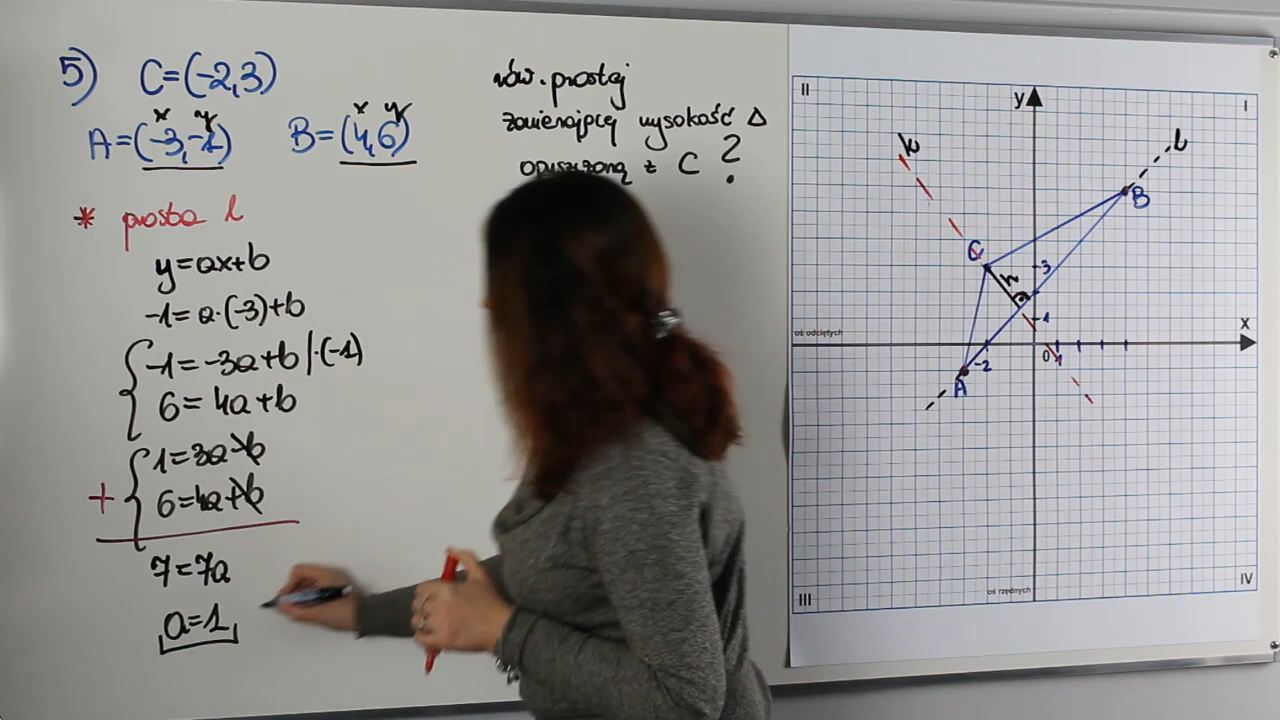 5) C=(-2,3)
x y x y
A=(-3,-1) B=(4,6)
* prosta l
y=ax+b
-1=a·(-3)+b
-1=-3a+b |·(-1)
6=4a+b
1=3a-b
+ 6=4a+b
7=7a
a=1
rów. prostej
zawierającą wysokość Δ
opuszczoną z C ?
II
y
I
k
l
B
C
h
3
1
oś odciętych
x
0
1
-2
A
III
oś rzędnych
IV